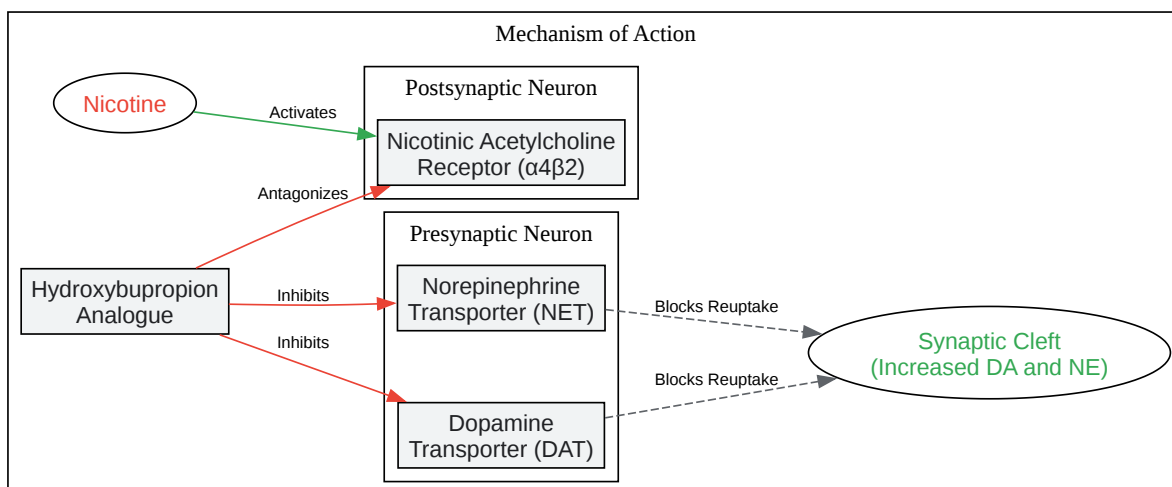 Mechanism of Action
Postsynaptic Neuron
Nicotine
Activates
Nicotinic Acetylcholine
Receptor (α4β2)
Antagonizes
Presynaptic Neuron
Hydroxybupropion
Analogue
Inhibits
Norepinephrine
Transporter (NET)
Blocks Reuptake
Inhibits
Synaptic Cleft
(Increased DA and NE)
Blocks Reuptake
Dopamine
Transporter (DAT)